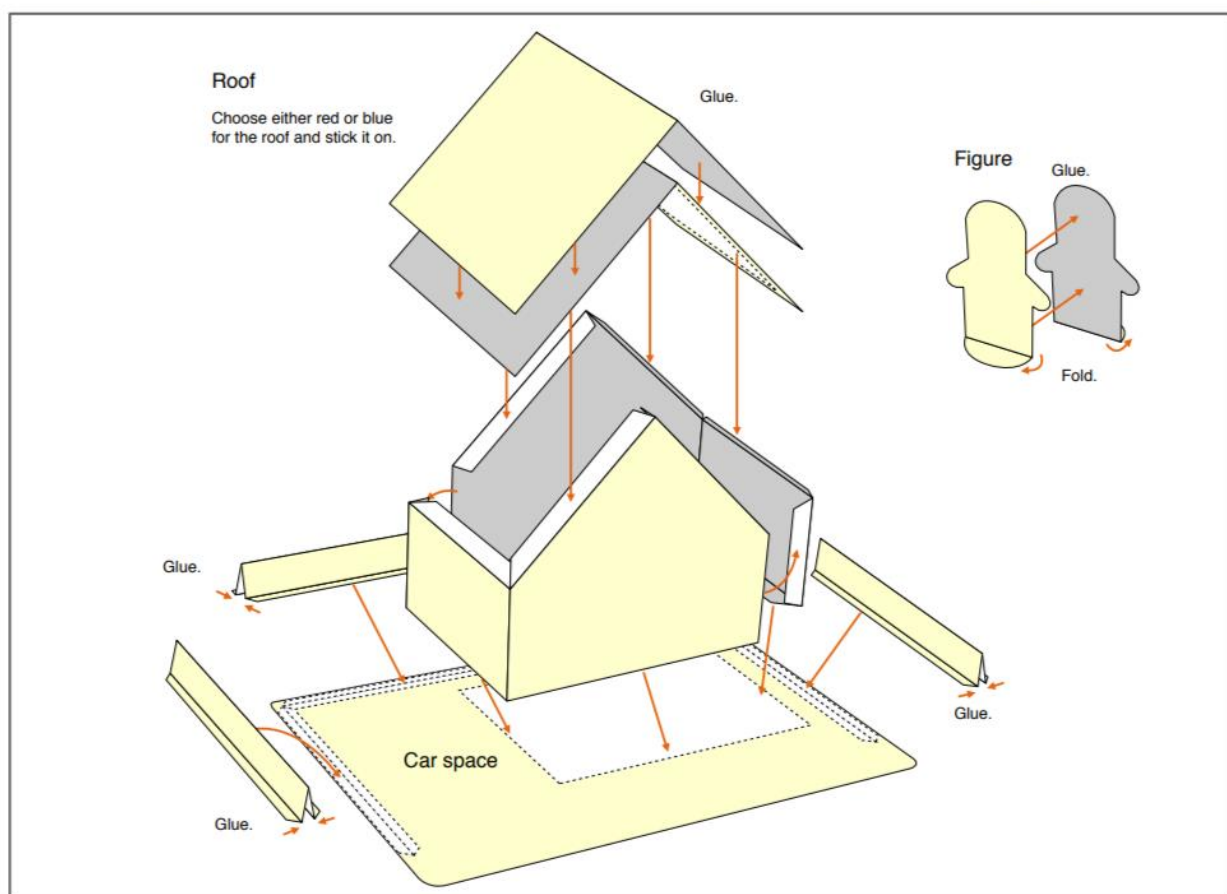 Roof
Choose either red or blue
for the roof and stick it on.
Glue.
Figure
Glue.
Fold.
Glue.
Glue.
Car space
Glue.